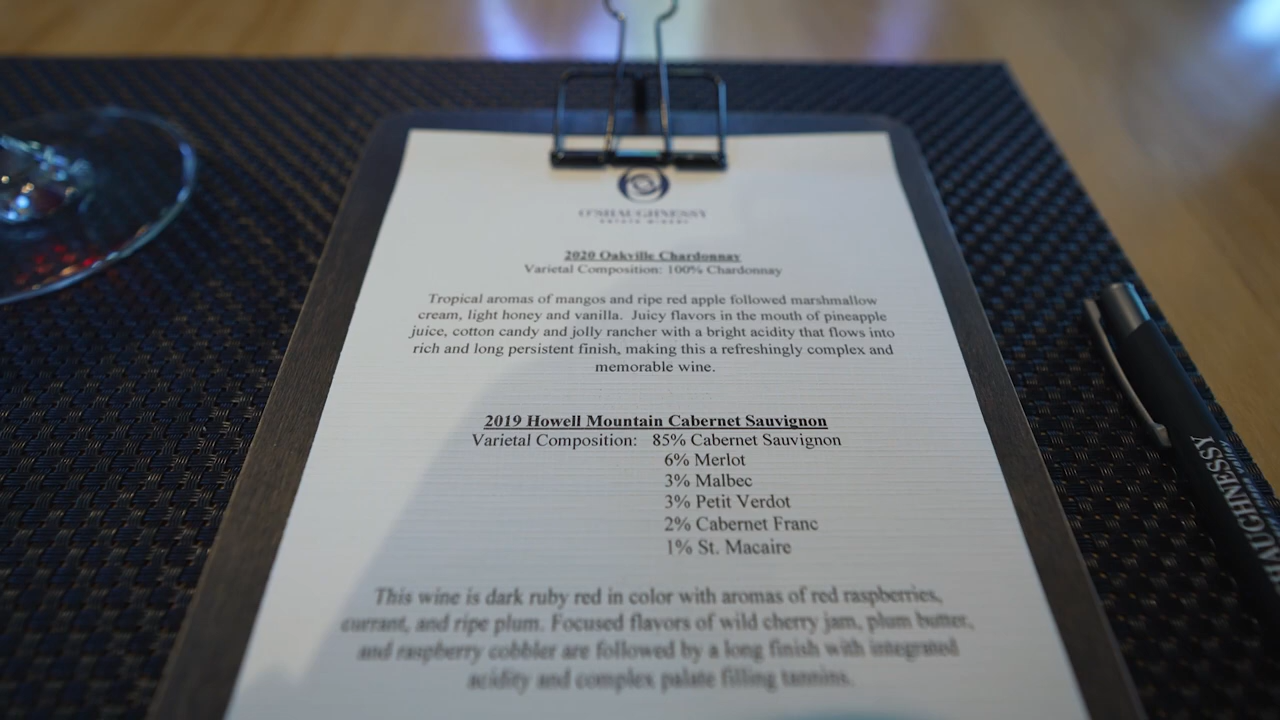 O'SHAUGHNESSY
ESTATE WINERY
2020 Oakville Chardonnay
Varietal Composition: 100% Chardonnay
Tropical aromas of mangos and ripe red apple followed marshmallow
cream, light honey and vanilla. Juicy flavors in the mouth of pineapple
juice, cotton candy and jolly rancher with a bright acidity that flows into
rich and long persistent finish, making this a refreshingly complex and
memorable wine.
2019 Howell Mountain Cabernet Sauvignon
Varietal Composition: 85% Cabernet Sauvignon
6% Merlot
3% Malbec
3% Petit Verdot
2% Cabernet Franc
1% St. Macaire
This wine is dark ruby red in color with aromas of red raspberries,
currant, and ripe plum. Focused flavors of wild cherry jam, plum butter,
and raspberry cobbler are followed by a long finish with integrated
acidity and complex palate filling tannins.
HAUGHNESSY